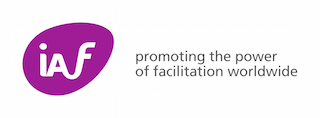 iAF
promoting the power
of facilitation worldwide